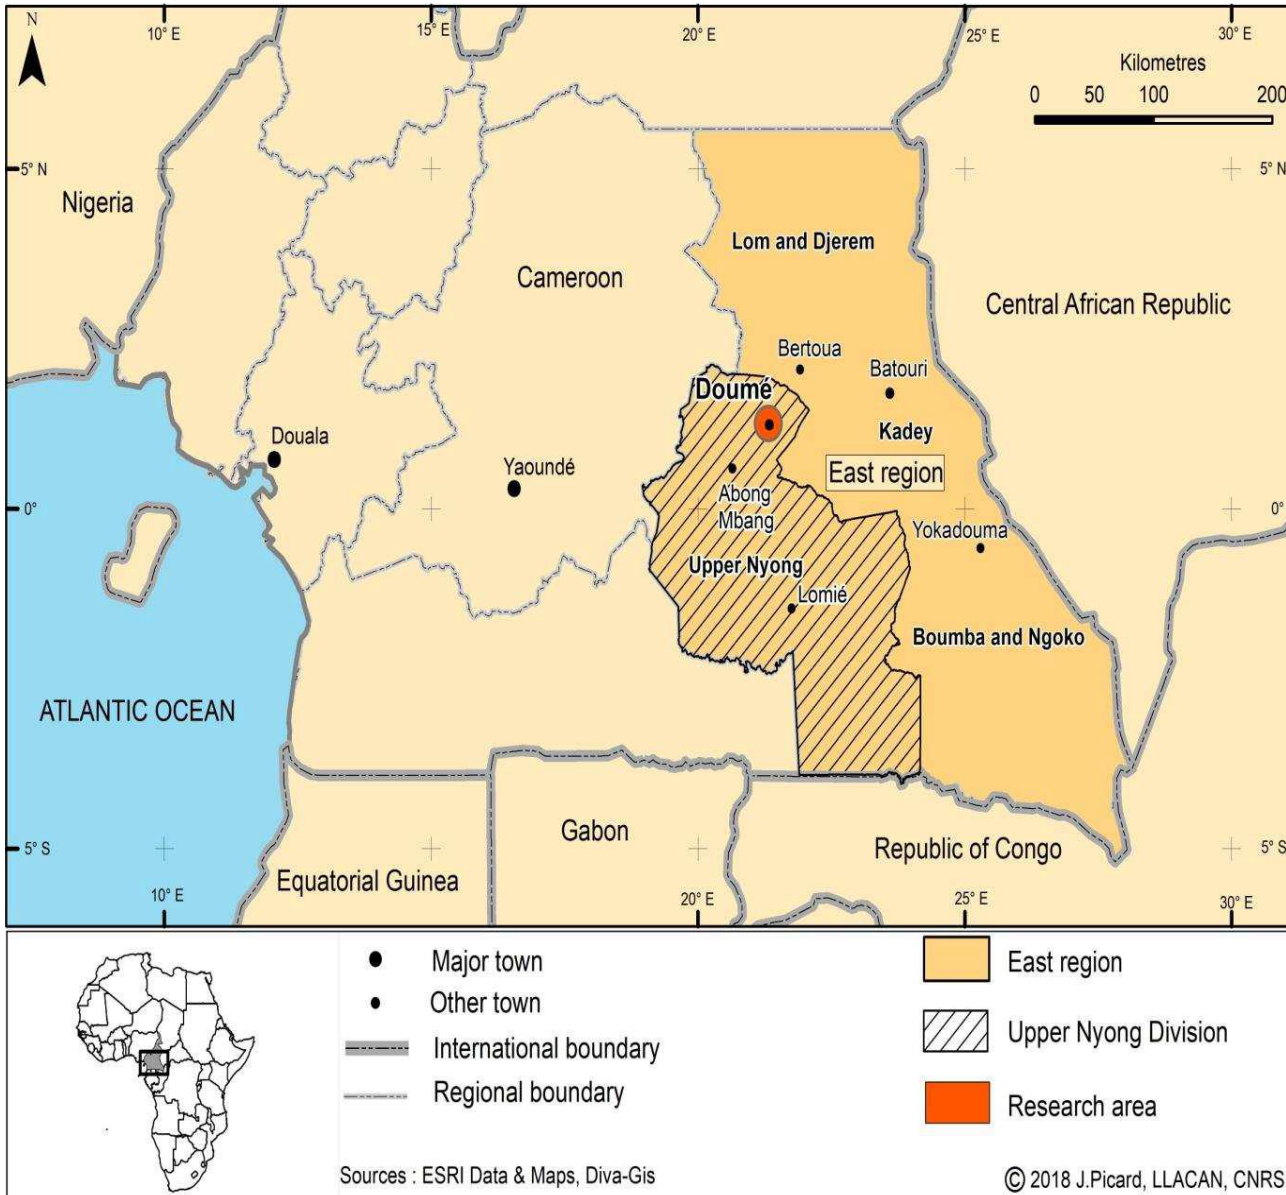 N
10° E
15° E
20° E
25° E
30° E
Kilometres
0 50 100 200
5° N
5° N
Nigeria
Lom and Djerem
Cameroon
Central African Republic
Bertoua
Batouri
Doumé
Kadey
Douala
Yaoundé
East region
Abong
Mbang
0°
0°
Yokadouma
Upper Nyong
Lomié
Boumba and Ngoko
ATLANTIC OCEAN
Gabon
Republic of Congo
5° S
5° S
Equatorial Guinea
10° E
20° E
25° E
30° E
Major town
Other town
International boundary
Regional boundary
East region
Upper Nyong Division
Research area
Sources : ESRI Data & Maps, Diva-Gis
© 2018 J.Picard, LLACAN, CNRS